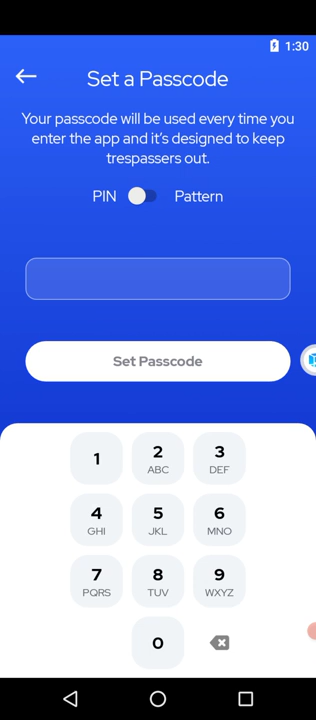 1:30
Set a Passcode
Your passcode will be used every time you
enter the app and it's designed to keep
trespassers out.
PIN Pattern
Set Passcode
1 2 3
ABC DEF
4 5 6
GHI JKL MNO
7 8 9
PQRS TUV WXYZ
0